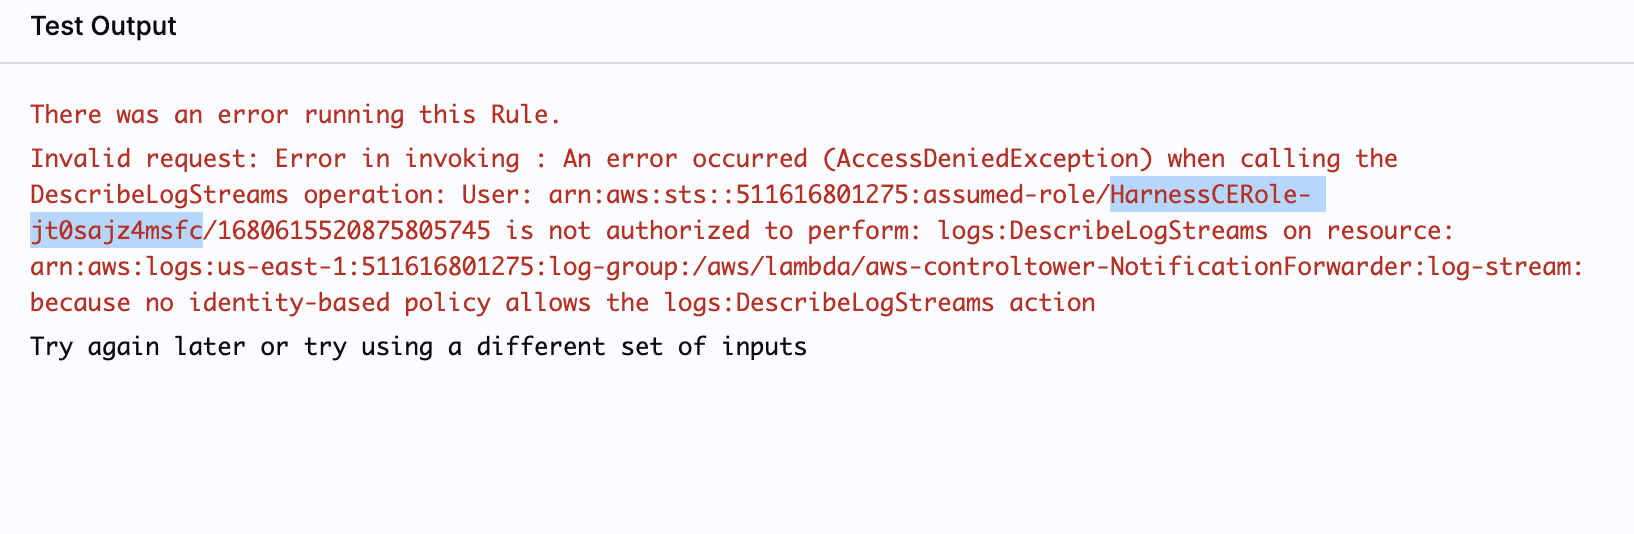 Test Output
There was an error running this Rule.
Invalid request: Error in invoking : An error occurred (AccessDeniedException) when calling the
DescribeLogStreams operation: User: arn:aws:sts::511616801275:assumed-role/HarnessCERole-
jt0sajz4msfc/1680615520875805745 is not authorized to perform: logs:DescribeLogStreams on resource:
arn:aws:logs:us-east-1:511616801275:log-group:/aws/lambda/aws-controltower-NotificationForwarder:log-stream:
because no identity-based policy allows the logs:DescribeLogStreams action
Try again later or try using a different set of inputs